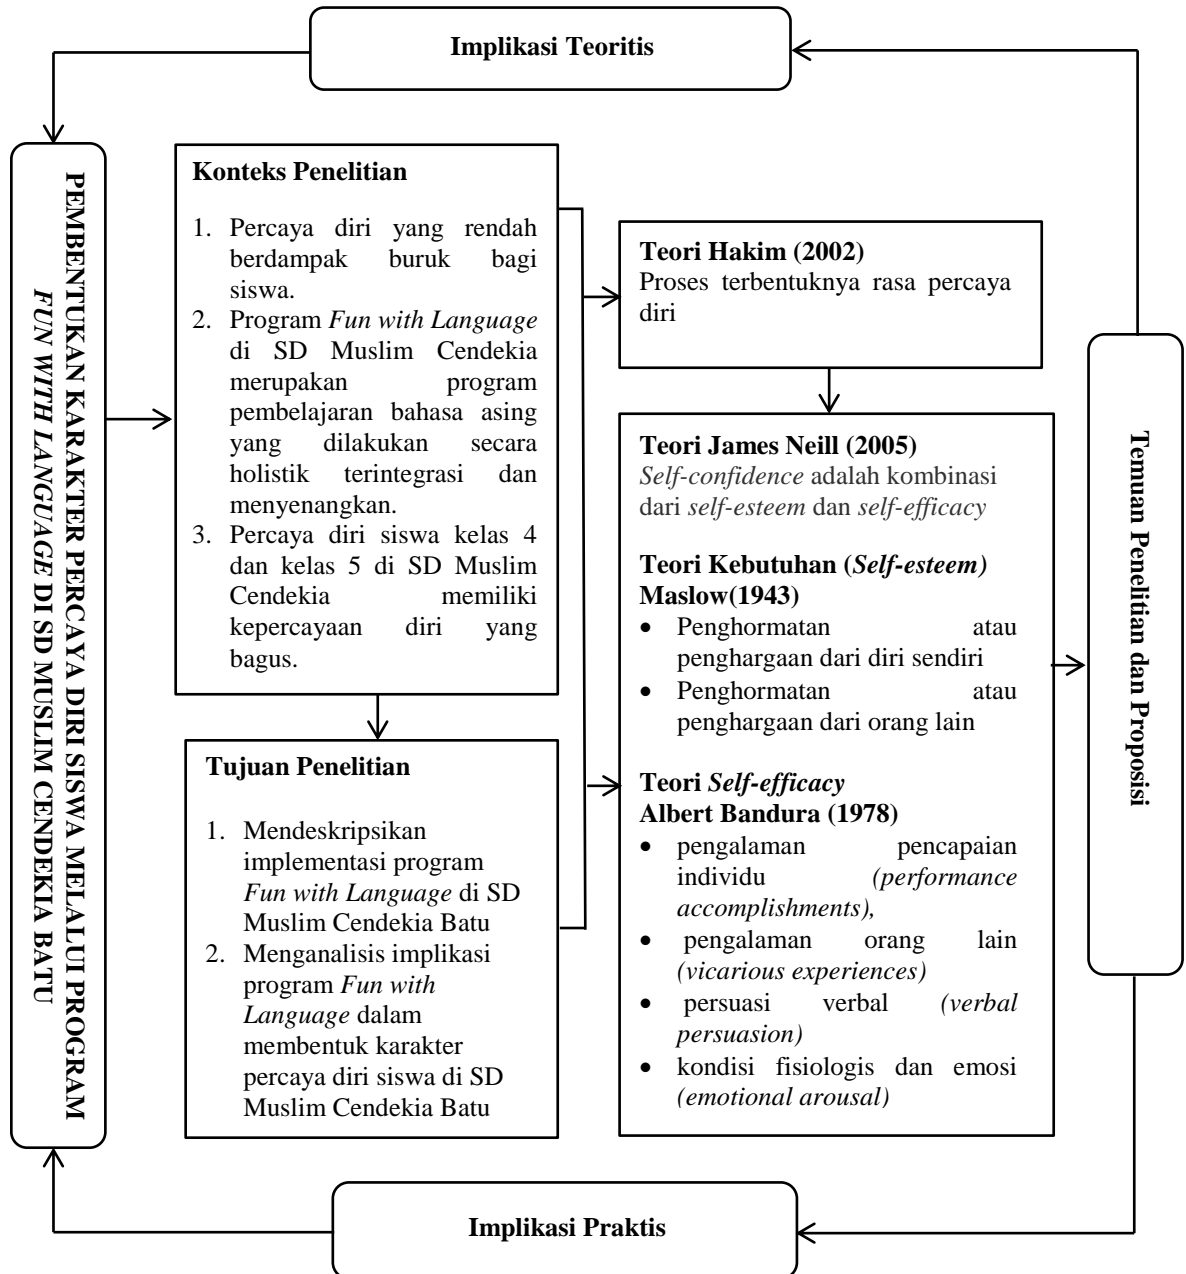 Implikasi Teoritis
PEMBENTUKAN KARAKTER PERCAYA DIRI SISWA MELALUI PROGRAM
FUN WITH LANGUAGE DI SD MUSLIM CENDEKIA BATU
Konteks Penelitian
1. Percaya diri yang rendah
berdampak buruk bagi
siswa.
2. Program Fun with Language
di SD Muslim Cendekia
merupakan program
pembelajaran bahasa asing
yang dilakukan secara
holistik terintegrasi dan
menyenangkan.
3. Percaya diri siswa kelas 4
dan kelas 5 di SD Muslim
Cendekia memiliki
kepercayaan diri yang
bagus.
Tujuan Penelitian
1. Mendeskripsikan
implementasi program
Fun with Language di SD
Muslim Cendekia Batu
2. Menganalisis implikasi
program Fun with
Language dalam
membentuk karakter
percaya diri siswa di SD
Muslim Cendekia Batu
Teori Hakim (2002)
Proses terbentuknya rasa percaya
diri
Teori James Neill (2005)
Self-confidence adalah kombinasi
dari self-esteem dan self-efficacy
Teori Kebutuhan (Self-esteem)
Maslow(1943)
• Penghormatan atau
penghargaan dari diri sendiri
• Penghormatan atau
penghargaan dari orang lain
Teori Self-efficacy
Albert Bandura (1978)
• pengalaman pencapaian
individu (performance
accomplishments),
• pengalaman orang lain
(vicarious experiences)
• persuasi verbal (verbal
persuasion)
• kondisi fisiologis dan emosi
(emotional arousal)
Temuan Penelitian dan Proposisi
Implikasi Praktis